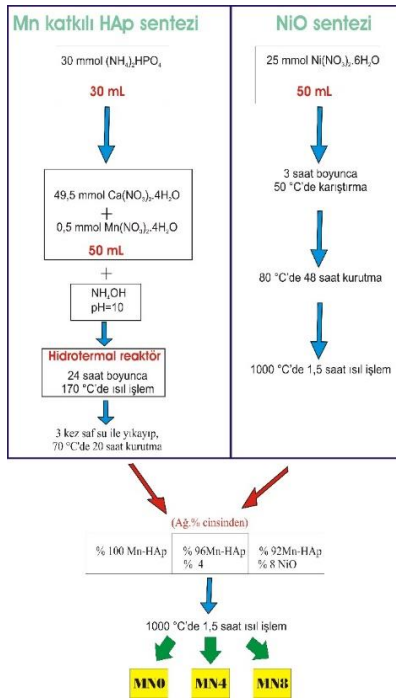 Mn katkılı HAp sentezi
30 mmol (NH₄)₂HPO₄
30 mL
49,5 mmol Ca(NO₃)₂.4H₂O
+
0,5 mmol Mn(NO₃)₂.4H₂O
50 mL
+
NH₄OH
pH=10
Hidrotermal reaktör
24 saat boyunca
170 °C'de ısıl işlem
3 kez saf su ile yıkayıp,
70 °C'de 20 saat kurutma
NiO sentezi
25 mmol Ni(NO₃)₂.6H₂O
50 mL
3 saat boyunca
50 °C'de karıştırma
80 °C'de 48 saat kurutma
1000 °C'de 1,5 saat ısıl işlem
(Ağ.% cinsinden)
% 100 Mn-HAp
% 96Mn-HAp
% 4
% 92Mn-HAp
% 8 NiO
1000 °C'de 1,5 saat ısıl işlem
MN0
MN4
MN8